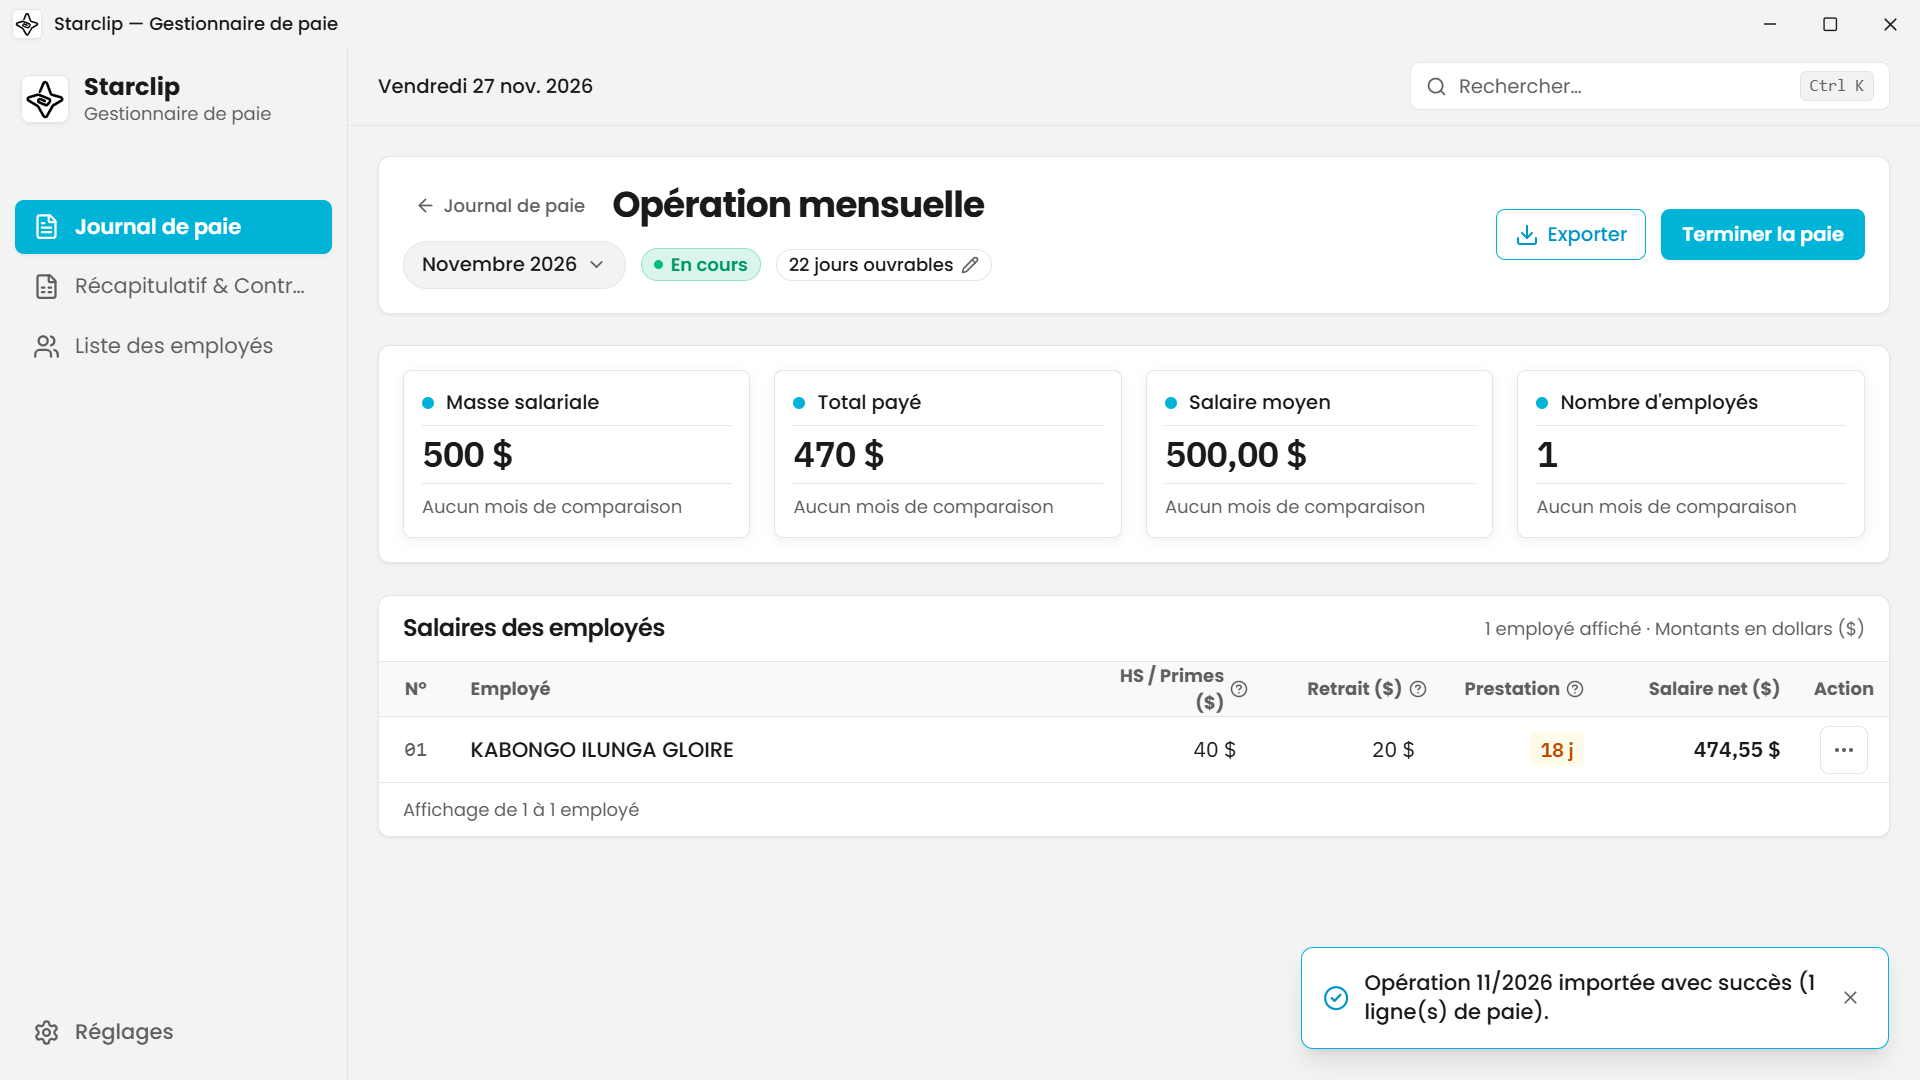 Starclip — Gestionnaire de paie
Starclip
Gestionnaire de paie
Journal de paie
Récapitulatif & Contr...
Liste des employés
Réglages
Vendredi 27 nov. 2026
Rechercher...
Ctrl K
Journal de paie
Opération mensuelle
Novembre 2026
En cours
22 jours ouvrables
Exporter
Terminer la paie
Masse salariale
500 $
Aucun mois de comparaison
Total payé
470 $
Aucun mois de comparaison
Salaire moyen
500,00 $
Aucun mois de comparaison
Nombre d'employés
1
Aucun mois de comparaison
Salaires des employés
1 employé affiché · Montants en dollars ($)
N° Employé HS / Primes ($) Retrait ($) Prestation Salaire net ($) Action
01 KABONGO ILUNGA GLOIRE 40 $ 20 $ 18 j 474,55 $
Affichage de 1 à 1 employé
Opération 11/2026 importée avec succès (1
ligne(s) de paie).